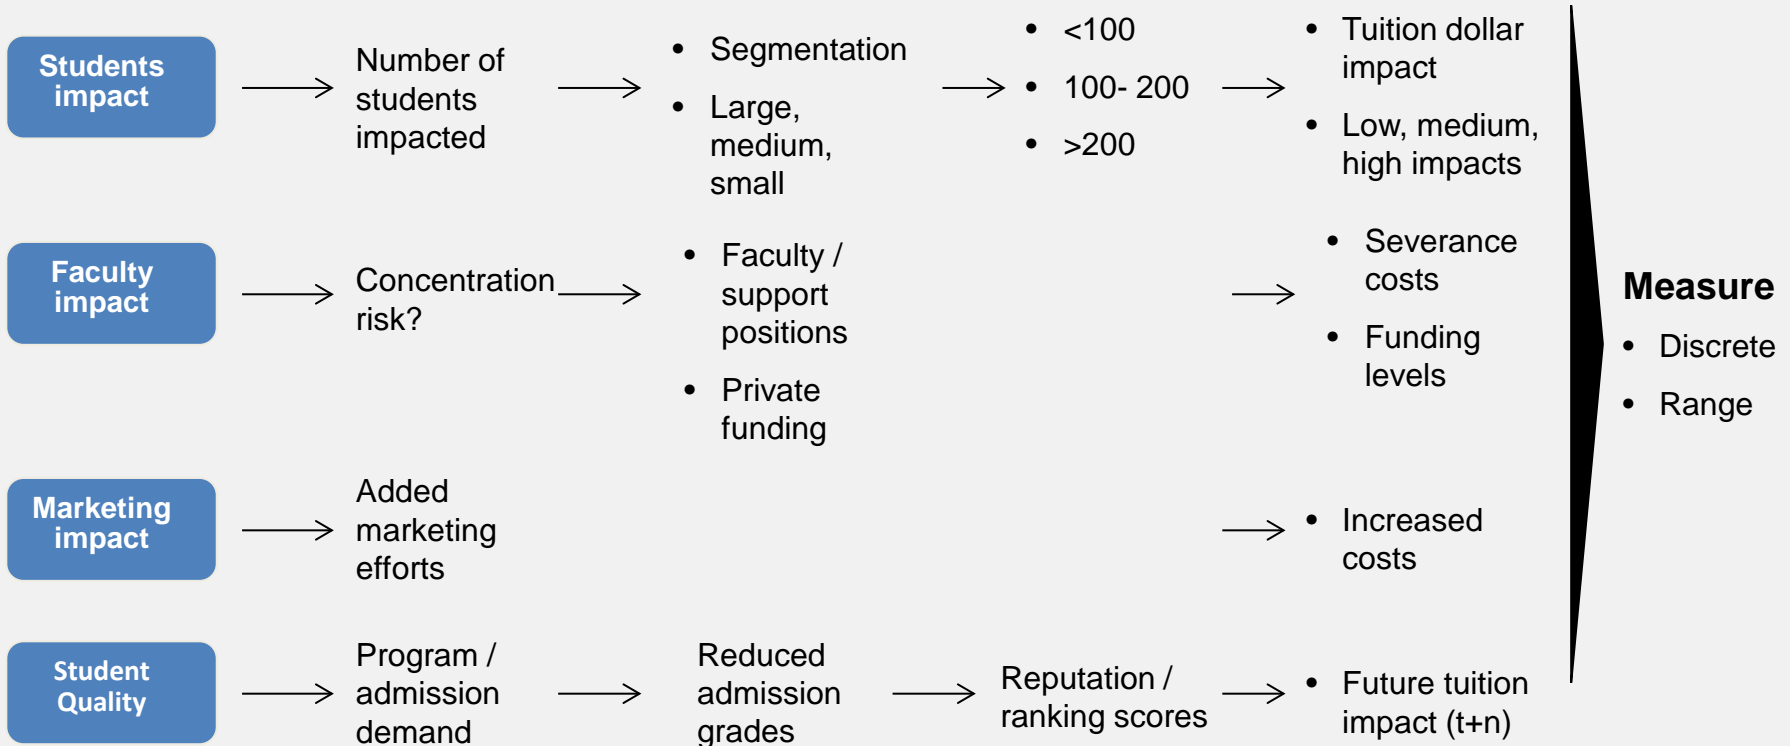 Students
impact
Number of
students
impacted
• Segmentation
• Large,
medium,
small
• <100
• 100- 200
• >200
• Tuition dollar
impact
• Low, medium,
high impacts
Faculty
impact
Concentration
risk?
• Faculty /
support
positions
• Private
funding
• Severance
costs
• Funding
levels
Marketing
impact
Added
marketing
efforts
• Increased
costs
Student
Quality
Program /
admission
demand
Reduced
admission
grades
Reputation /
ranking scores
• Future tuition
impact (t+n)
Measure
• Discrete
• Range